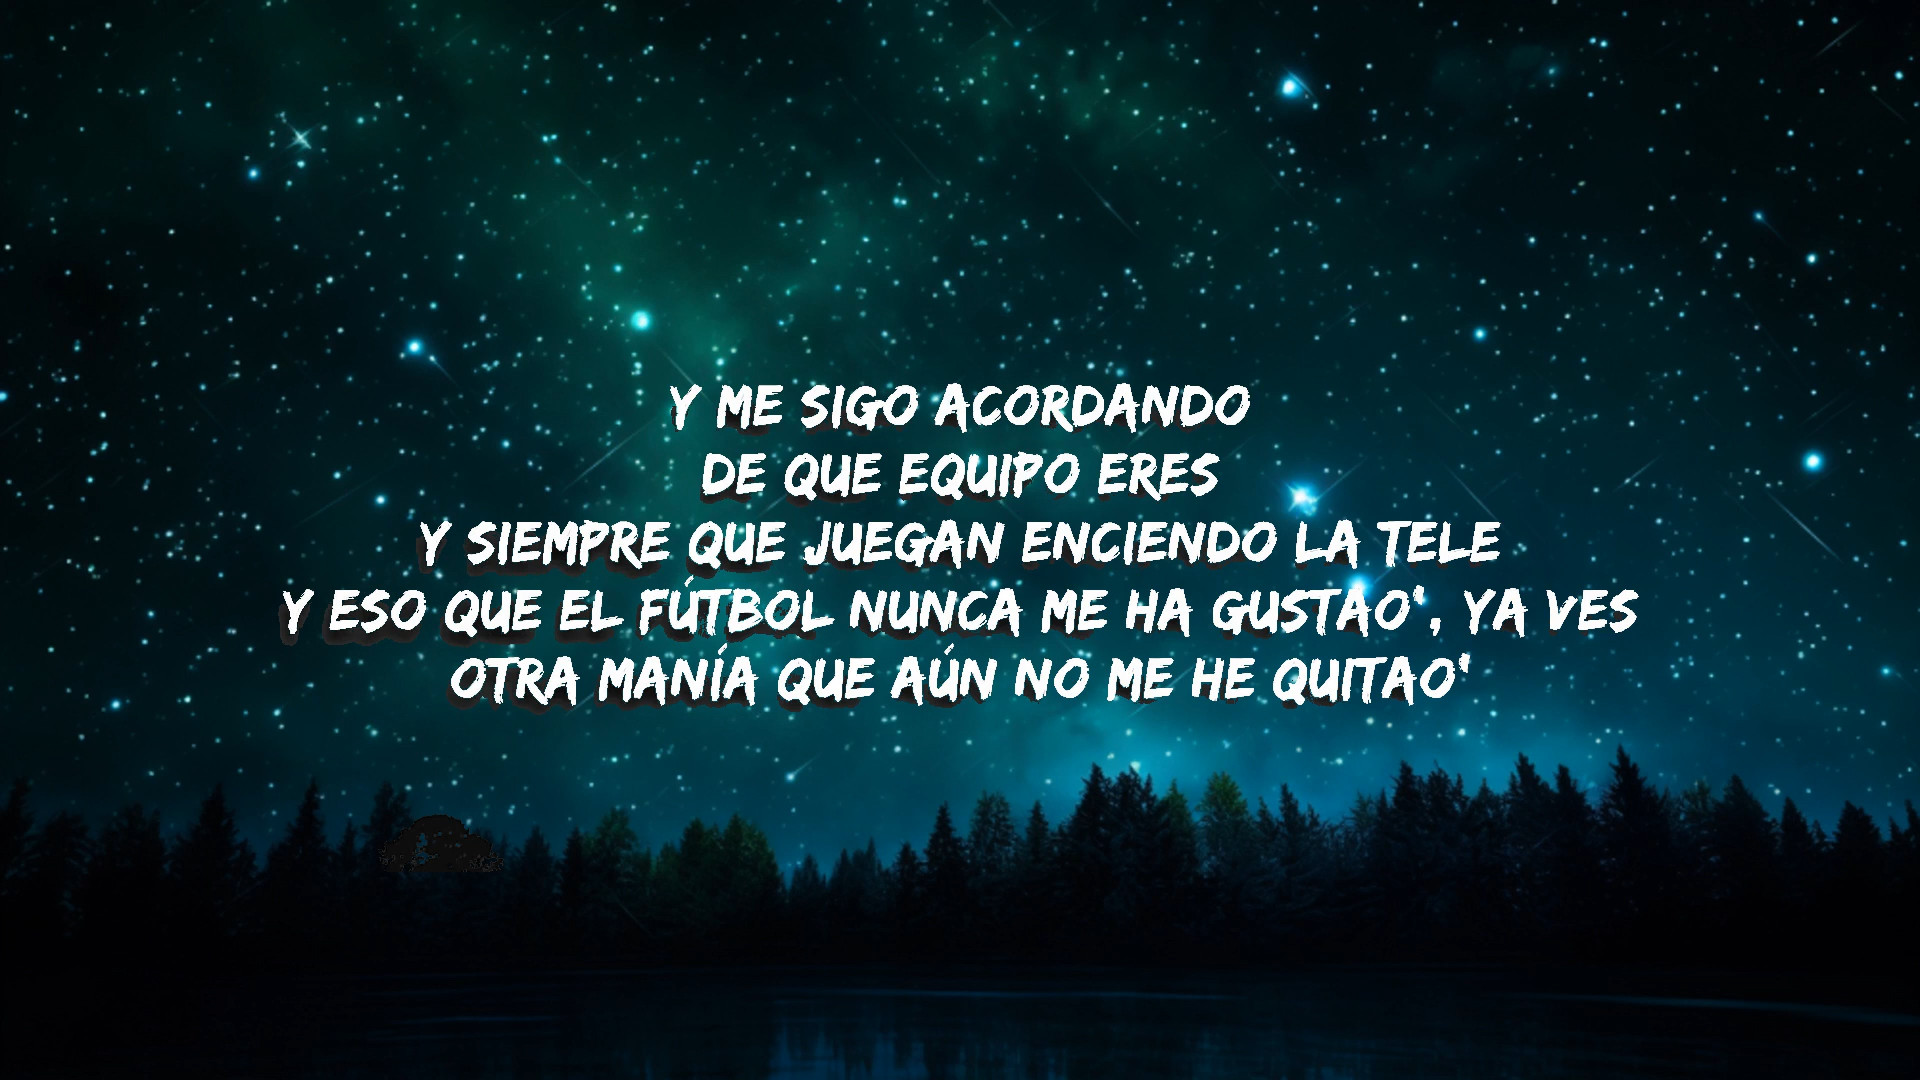 Y ME SIGO ACORDANDO
DE QUE EQUIPO ERES
Y SIEMPRE QUE JUEGAN ENCIENDO LA TELE
Y ESO QUE EL FÚTBOL NUNCA ME HA GUSTAO', YA VES
OTRA MANÍA QUE AÚN NO ME HE QUITAO'